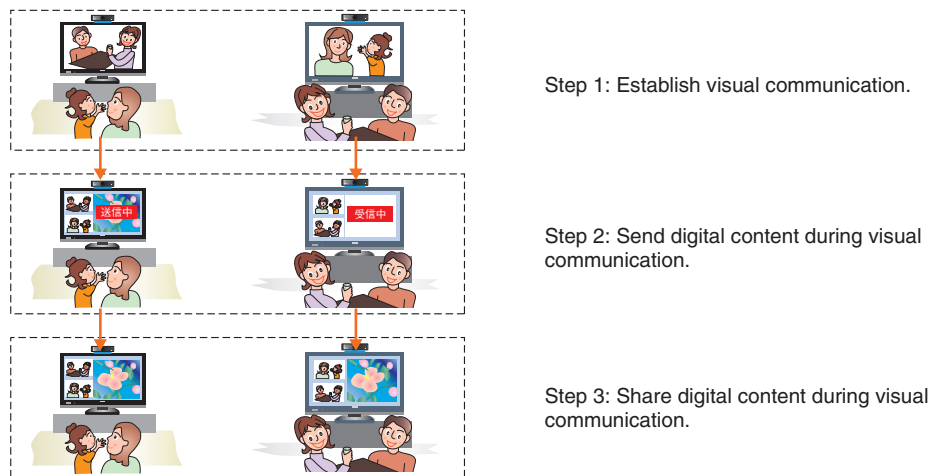 Step 1: Establish visual communication.
送信中
受信中
Step 2: Send digital content during visual
communication.
Step 3: Share digital content during visual
communication.